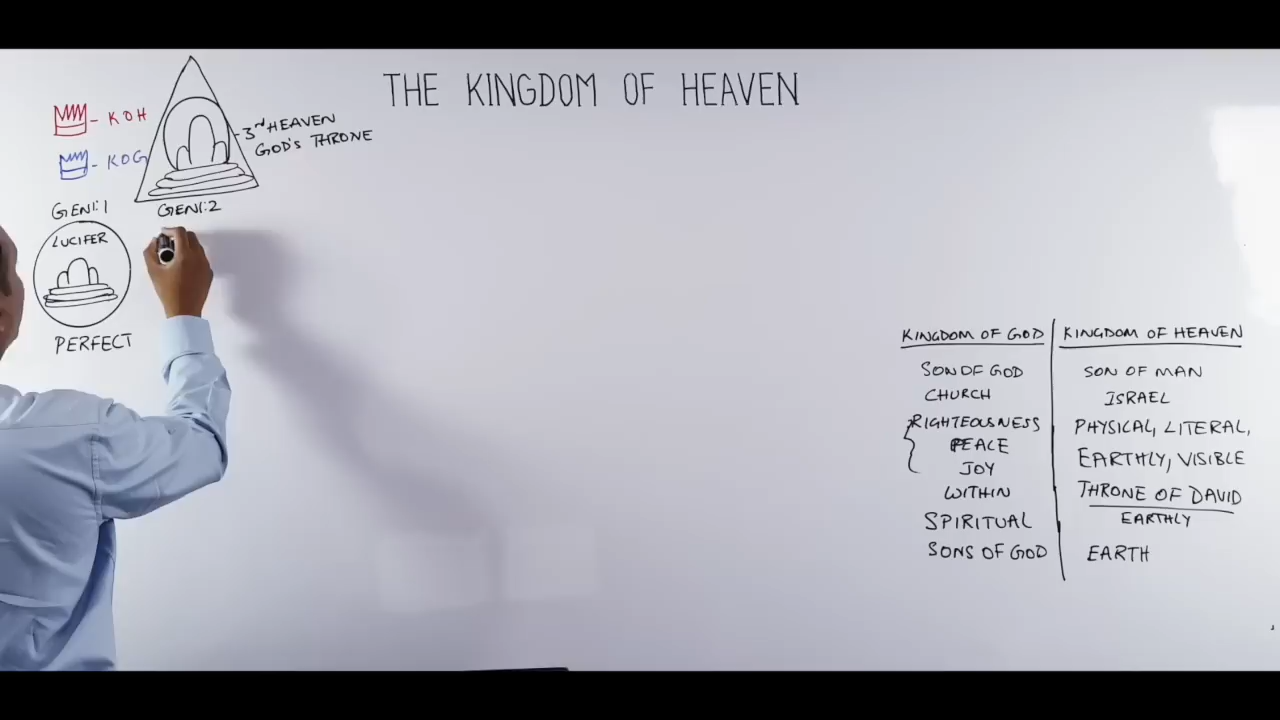 THE KINGDOM OF HEAVEN
- KOH
- KOG
3RD HEAVEN
GOD'S THRONE
GEN1:1
GEN1:2
LUCIFER
PERFECT
KINGDOM OF GOD
SON OF GOD
CHURCH
RIGHTEOUSNESS
PEACE
JOY
WITHIN
SPIRITUAL
SONS OF GOD
KINGDOM OF HEAVEN
SON OF MAN
ISRAEL
PHYSICAL, LITERAL,
EARTHLY, VISIBLE
THRONE OF DAVID
EARTHLY
EARTH